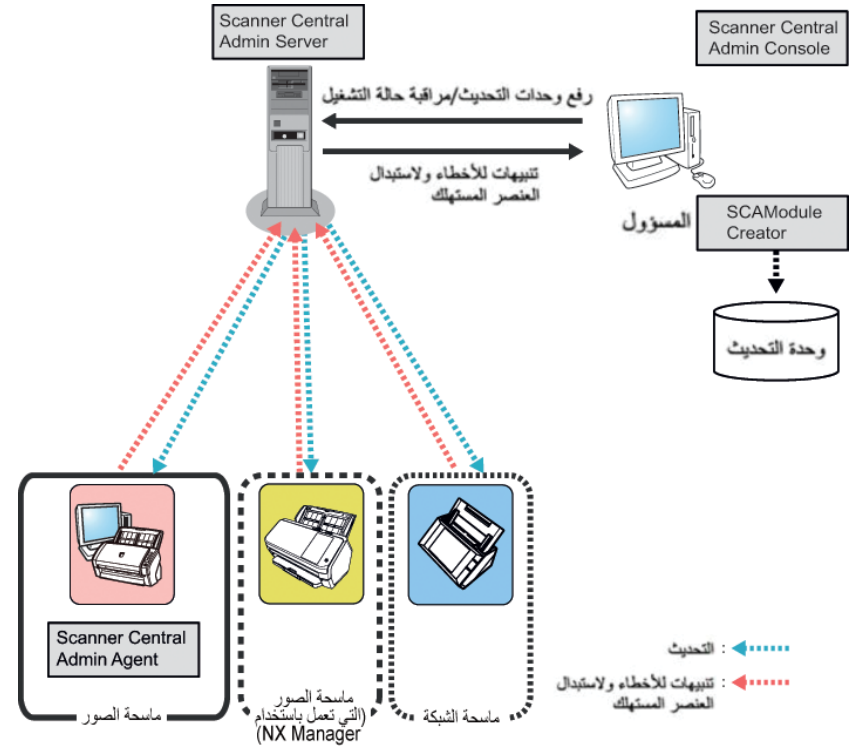 Scanner Central
Admin Server
Scanner Central
Admin Console
رفع وحدات التحديث/مراقبة حالة التشغيل
تنبيهات للأخطاء ولاستبدال
العنصر المستهلك
المسؤول
SCAModule
Creator
وحدة التحديث
Scanner Central
Admin Agent
ماسحة الصور
ماسحة الصور
(التي تعمل باستخدام
NX Manager)
ماسحة الشبكة
: التحديث
: تنبيهات للأخطاء ولاستبدال
العنصر المستهلك